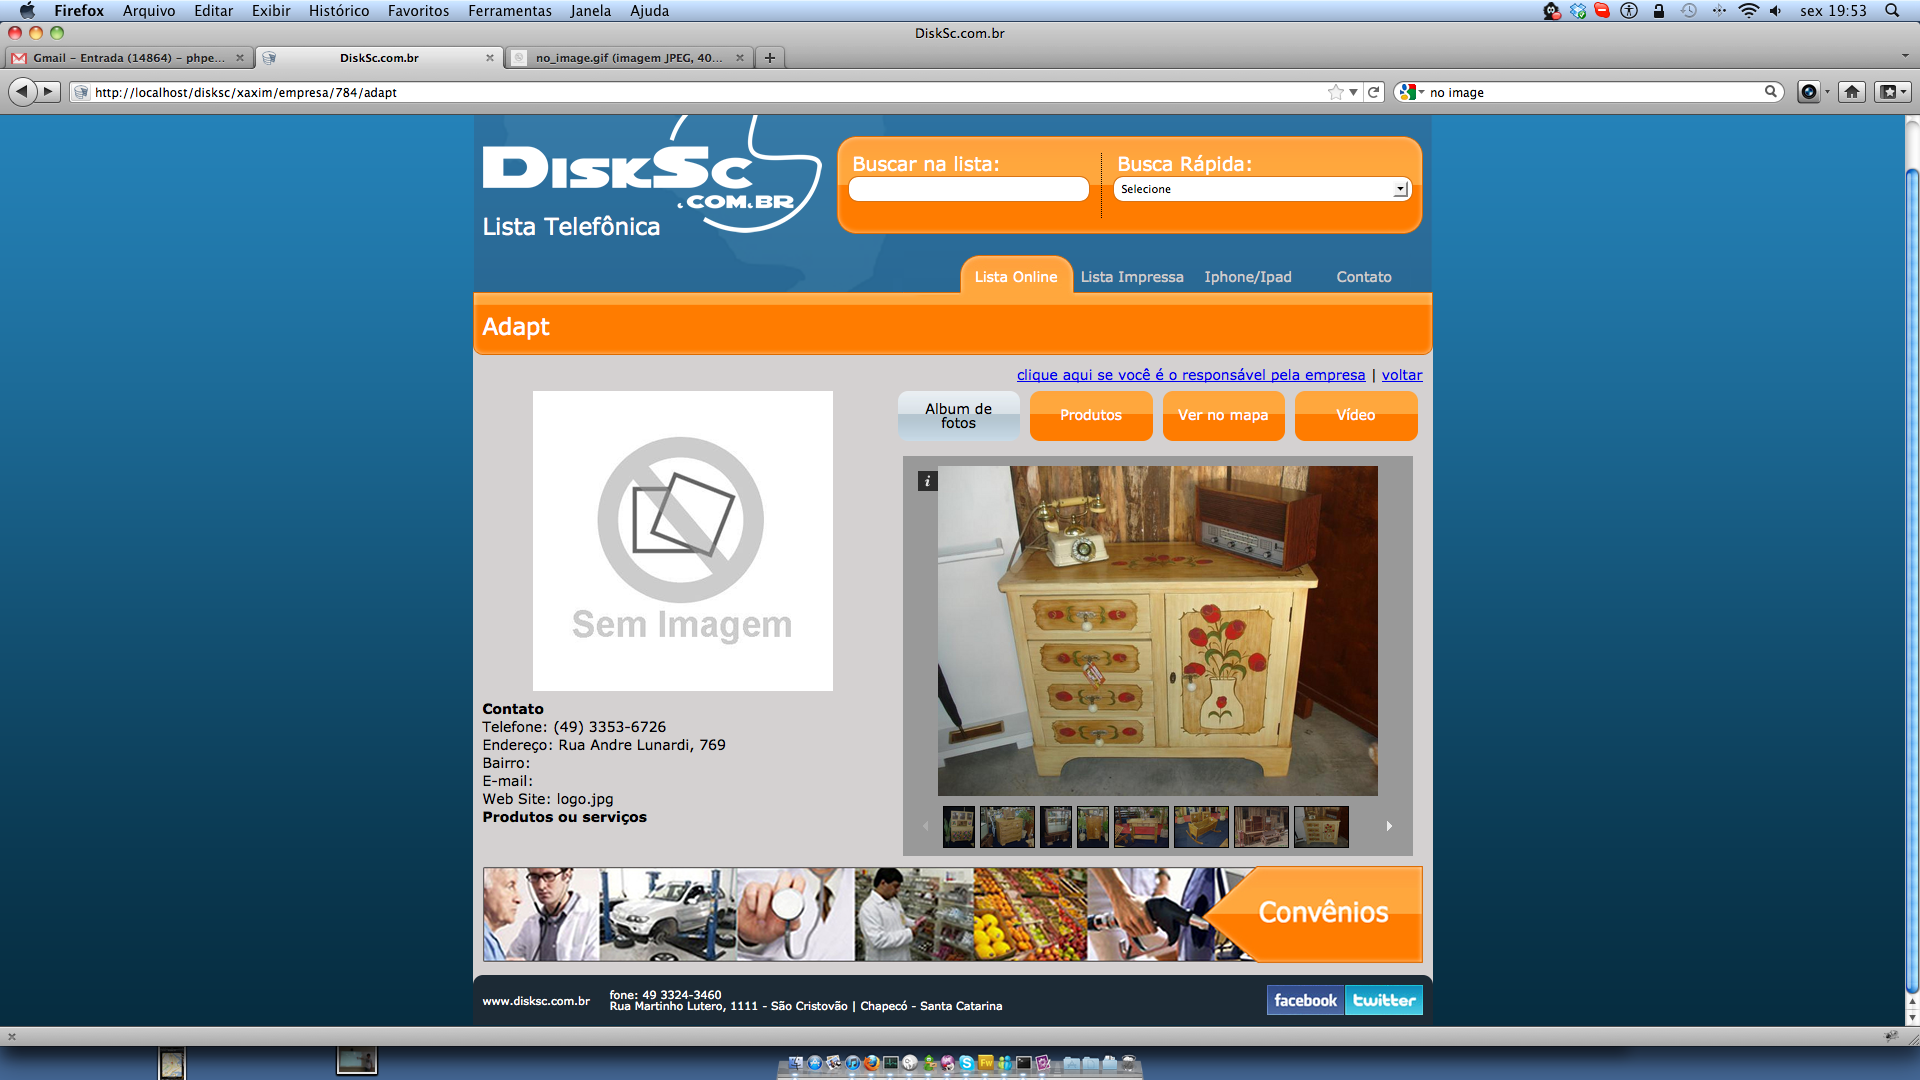 Firefox Arquivo Editar Exibir Histórico Favoritos Ferramentas Janela Ajuda sex 19:53
DiskSc.com.br
Gmail - Entrada (14864) - phpe... DiskSc.com.br no_image.gif (imagem JPEG, 40...
http://localhost/disksc/xaxim/empresa/784/adapt no image
DISKSC
.COM.BR
Lista Telefônica
Buscar na lista: Busca Rápida:
Selecione
Lista Online Lista Impressa Iphone/Ipad Contato
Adapt
clique aqui se você é o responsável pela empresa | voltar
Album de
fotos
Produtos Ver no mapa Vídeo
i
Sem Imagem
Contato
Telefone: (49) 3353-6726
Endereço: Rua Andre Lunardi, 769
Bairro:
E-mail:
Web Site: logo.jpg
Produtos ou serviços
Convênios
www.disksc.com.br
fone: 49 3324-3460
Rua Martinho Lutero, 1111 - São Cristovão | Chapecó - Santa Catarina
facebook twitter
Fw